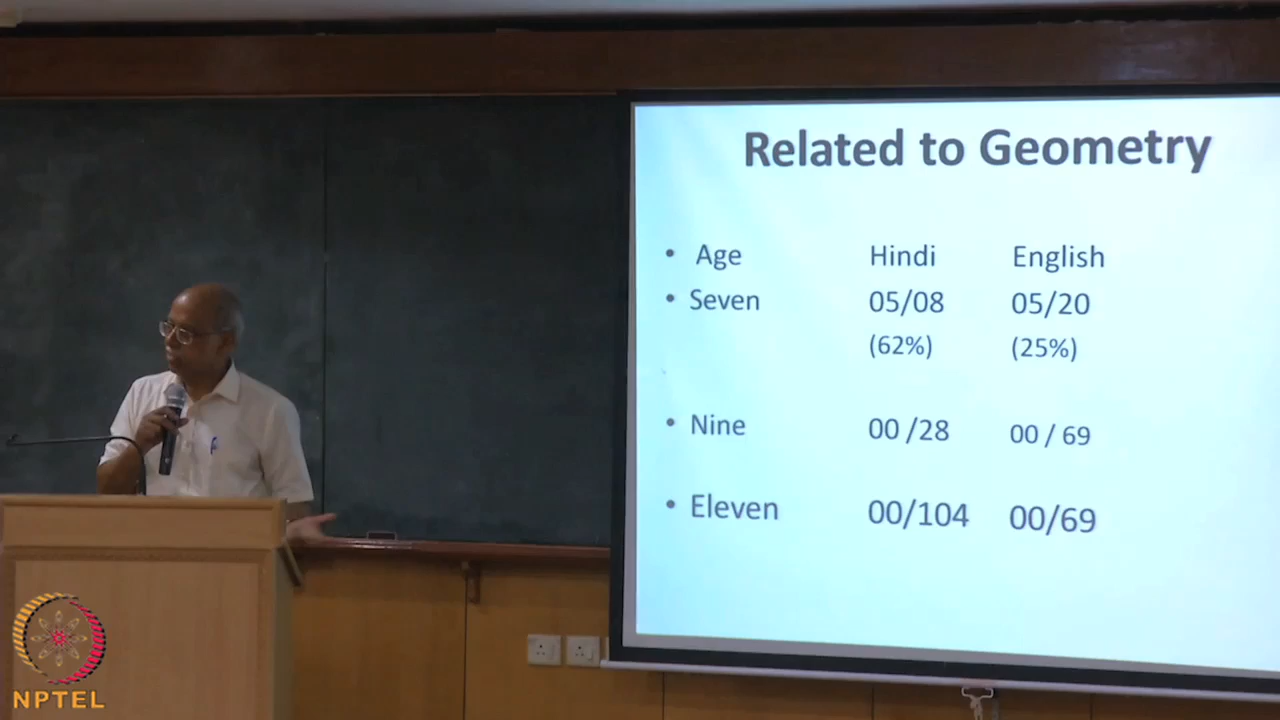 Related to Geometry
• Age Hindi English
• Seven 05/08 05/20
(62%) (25%)
• Nine 00 /28 00 / 69
• Eleven 00/104 00/69
NPTEL